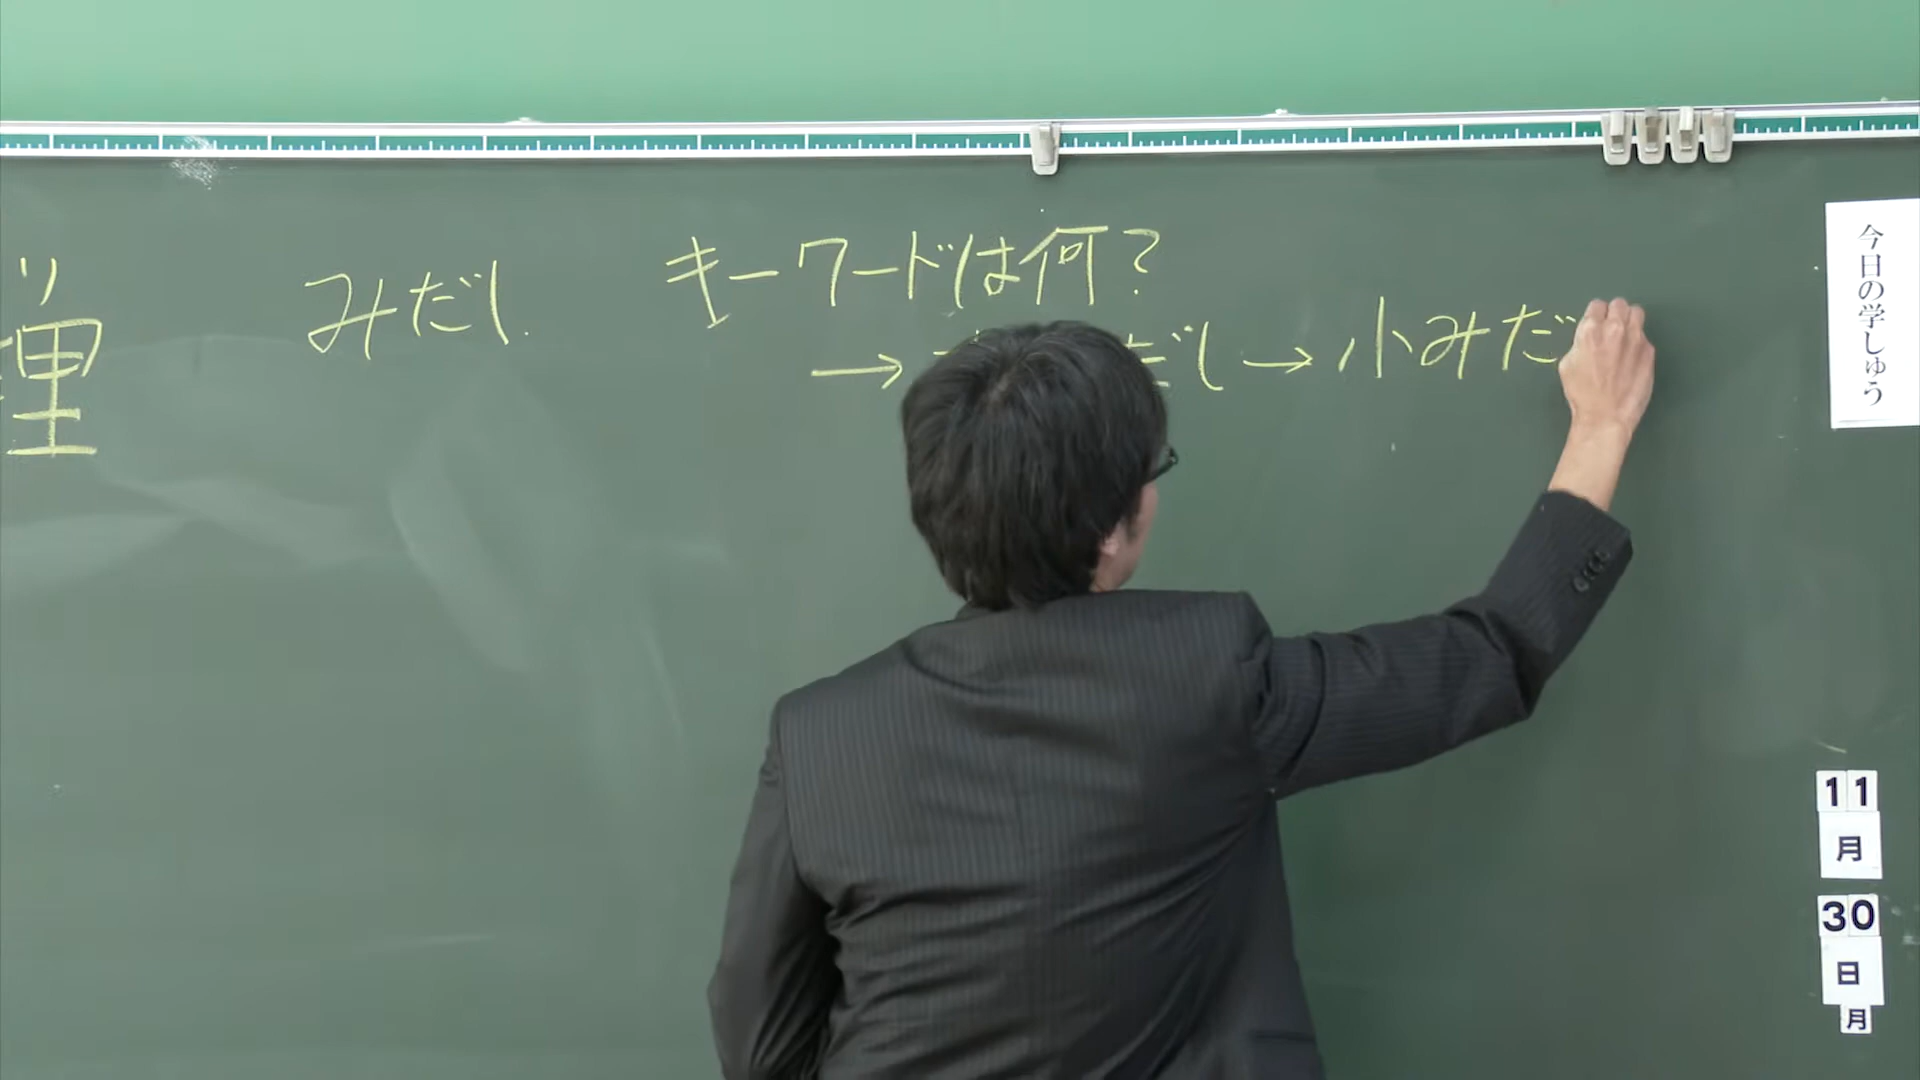 リ
理
みだし
キーワードは何?
→
だし→小みだ
今日の学しゅう
11
月
30
日
月